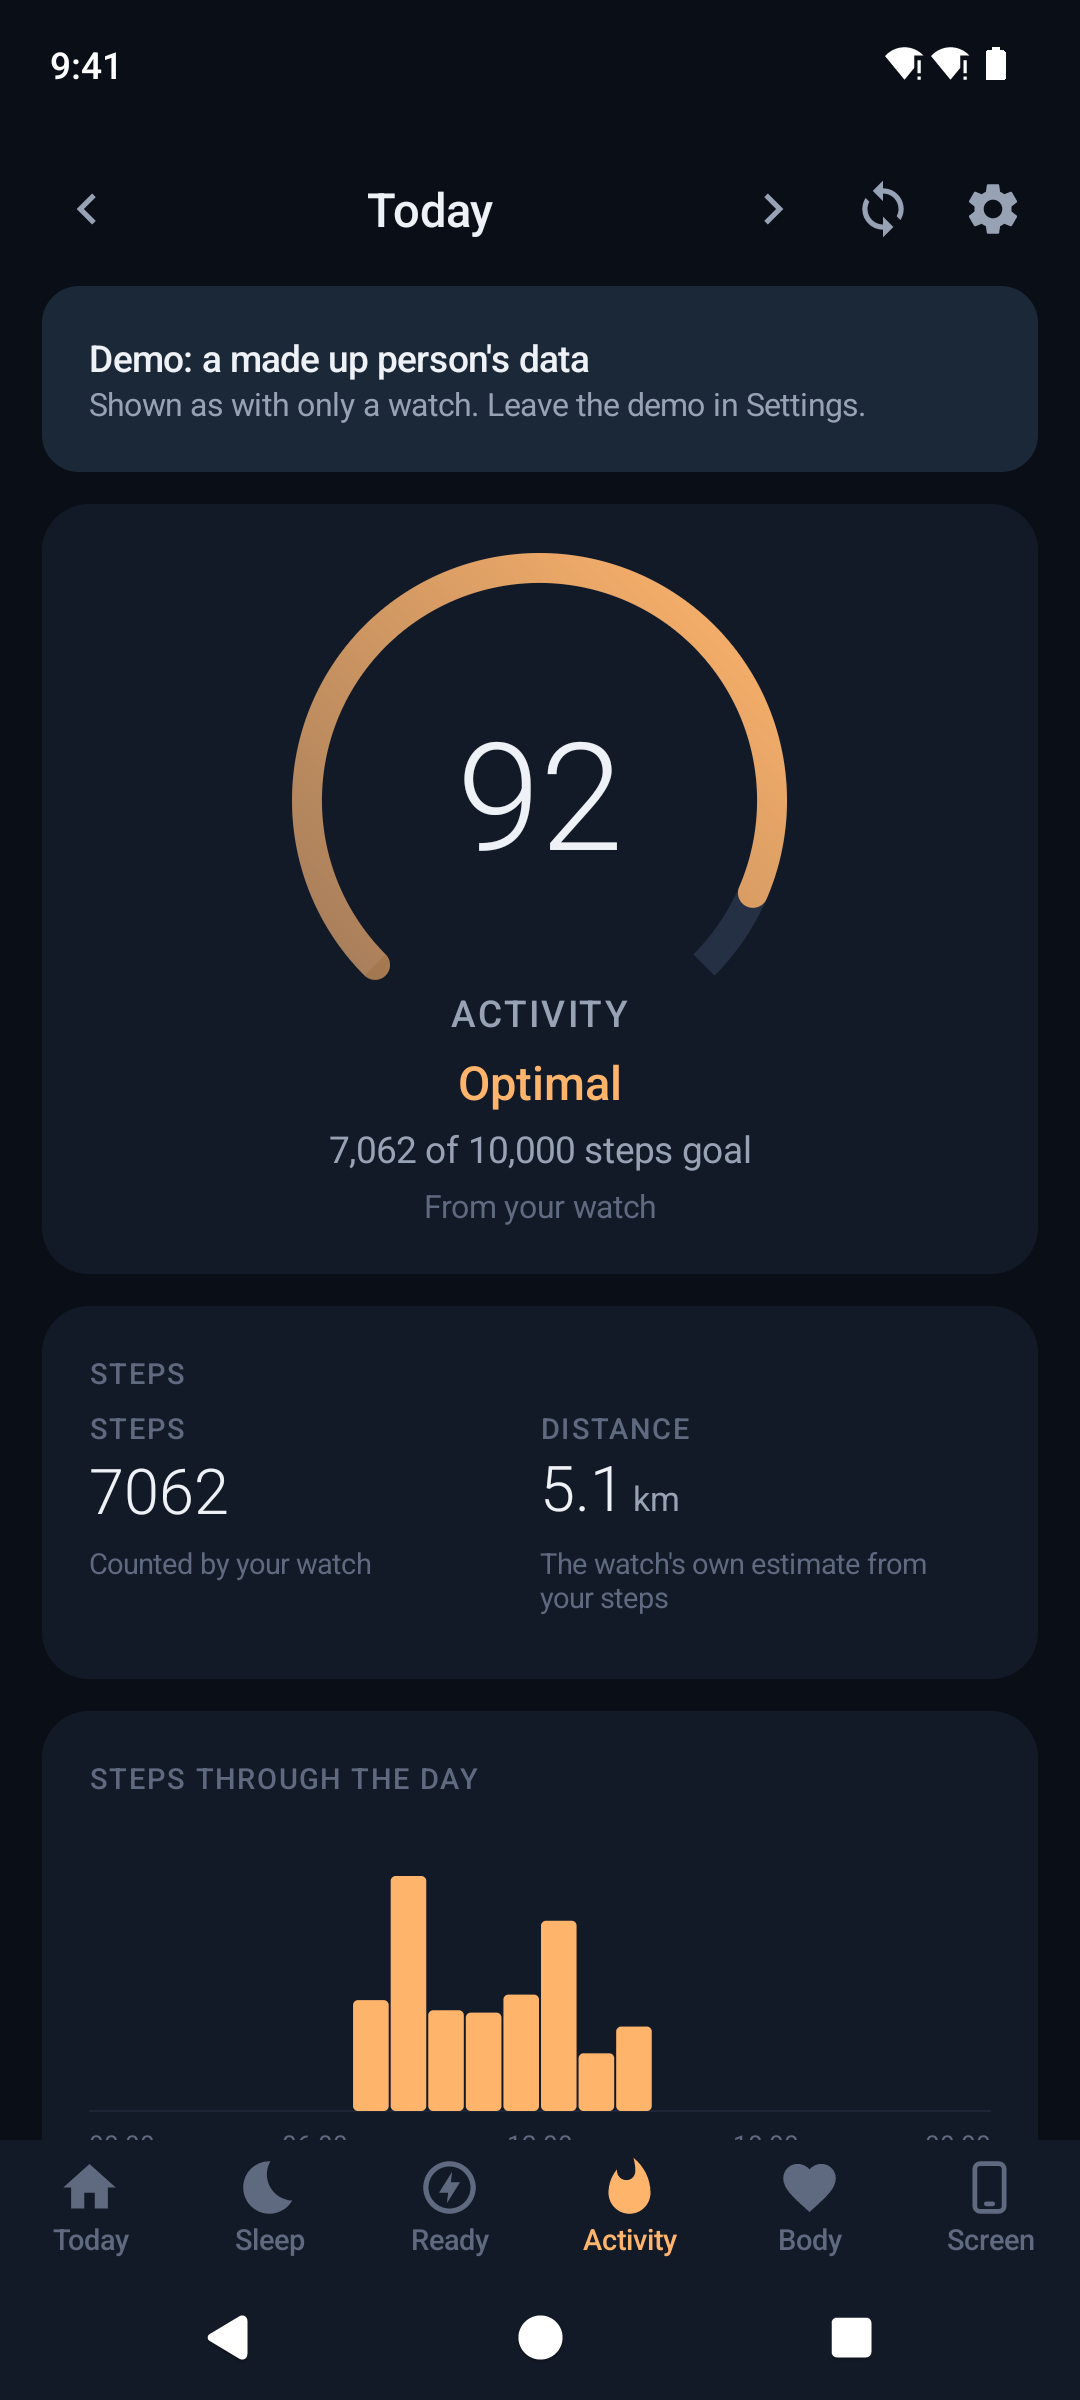 9:41
Today
Demo: a made up person's data
Shown as with only a watch. Leave the demo in Settings.
92
ACTIVITY
Optimal
7,062 of 10,000 steps goal
From your watch
STEPS
STEPS
7062
Counted by your watch
DISTANCE
5.1 km
The watch's own estimate from
your steps
STEPS THROUGH THE DAY
Today Sleep Ready Activity Body Screen